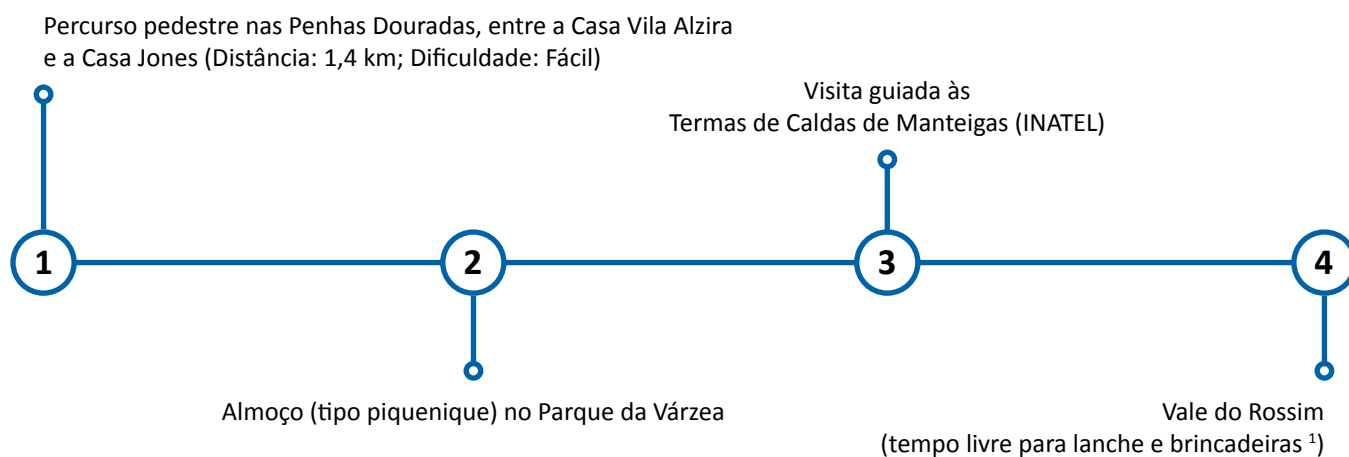 Percurso pedestre nas Penhas Douradas, entre a Casa Vila Alzira
e a Casa Jones (Distância: 1,4 km; Dificuldade: Fácil)
Visita guiada às
Termas de Caldas de Manteigas (INATEL)
1
2
3
4
Almoço (tipo piquenique) no Parque da Várzea
Vale do Rossim
(tempo livre para lanche e brincadeiras ¹)